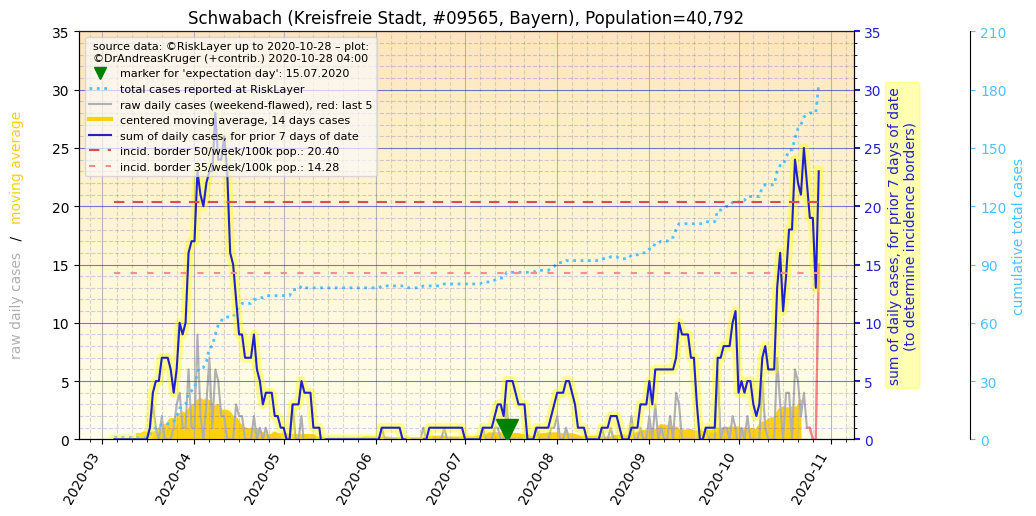 Schwabach (Kreisfreie Stadt, #09565, Bayern), Population=40,792
source data: ©RiskLayer up to 2020-10-28 – plot:
©DrAndreasKruger (+contrib.) 2020-10-28 04:00
marker for 'expectation day': 15.07.2020
total cases reported at RiskLayer
raw daily cases (weekend-flawed), red: last 5
centered moving average, 14 days cases
sum of daily cases, for prior 7 days of date
incid. border 50/week/100k pop.: 20.40
incid. border 35/week/100k pop.: 14.28
raw daily cases / moving average
35
30
25
20
15
10
5
0
2020-03
2020-04
2020-05
2020-06
2020-07
2020-08
2020-09
2020-10
2020-11
35
30
25
20
15
10
5
0
sum of daily cases, for prior 7 days of date
(to determine incidence borders)
210
180
150
120
90
60
30
0
cumulative total cases